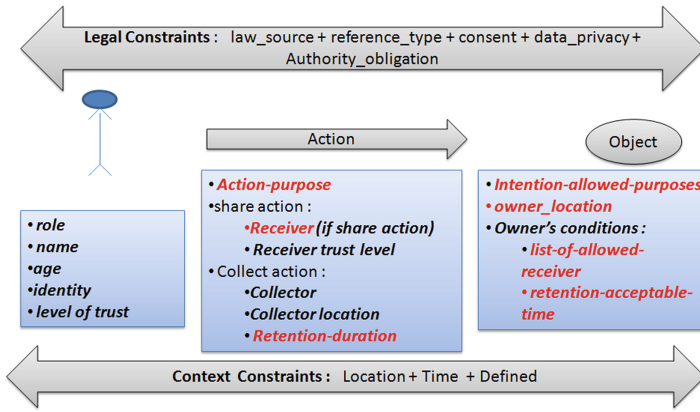 Legal Constraints : law_source + reference_type + consent + data_privacy +
Authority_obligation
Action
Object
• role
• name
•age
•identity
• level of trust
• Action-purpose
•share action :
•Receiver (if share action)
• Receiver trust level
• Collect action :
•Collector
•Collector location
• Retention-duration
• Intention-allowed-purposes
• owner_location
• Owner's conditions :
• list-of-allowed-
receiver
• retention-acceptable-
time
Context Constraints : Location + Time + Defined